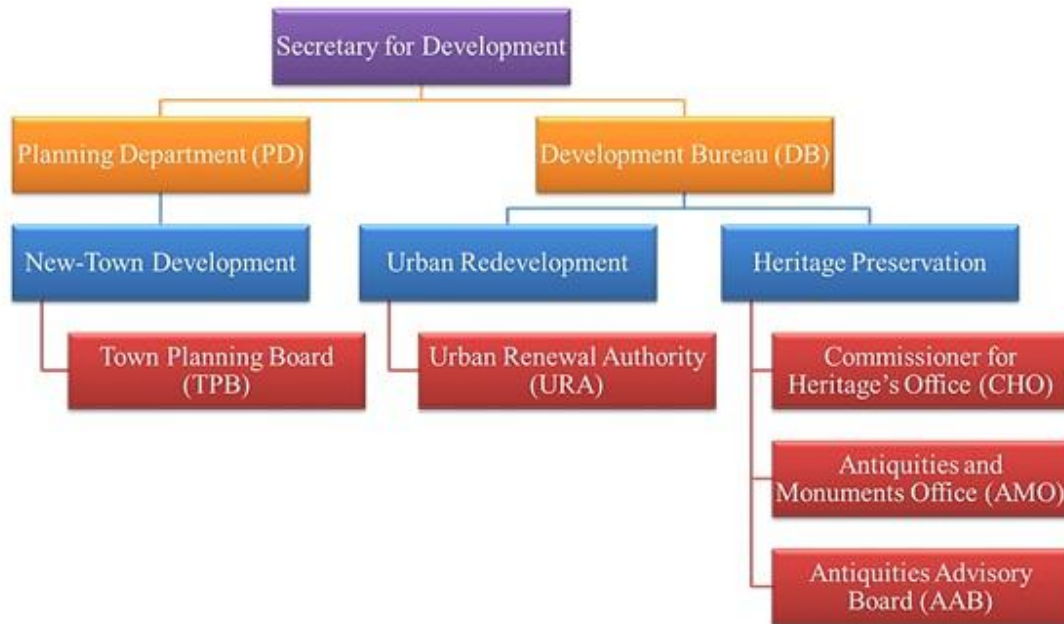 Secretary for Development
Planning Department (PD)
Development Bureau (DB)
New-Town Development
Urban Redevelopment
Heritage Preservation
Town Planning Board
(TPB)
Urban Renewal Authority
(URA)
Commissioner for
Heritage’s Office (CHO)
Antiquities and
Monuments Office (AMO)
Antiquities Advisory
Board (AAB)